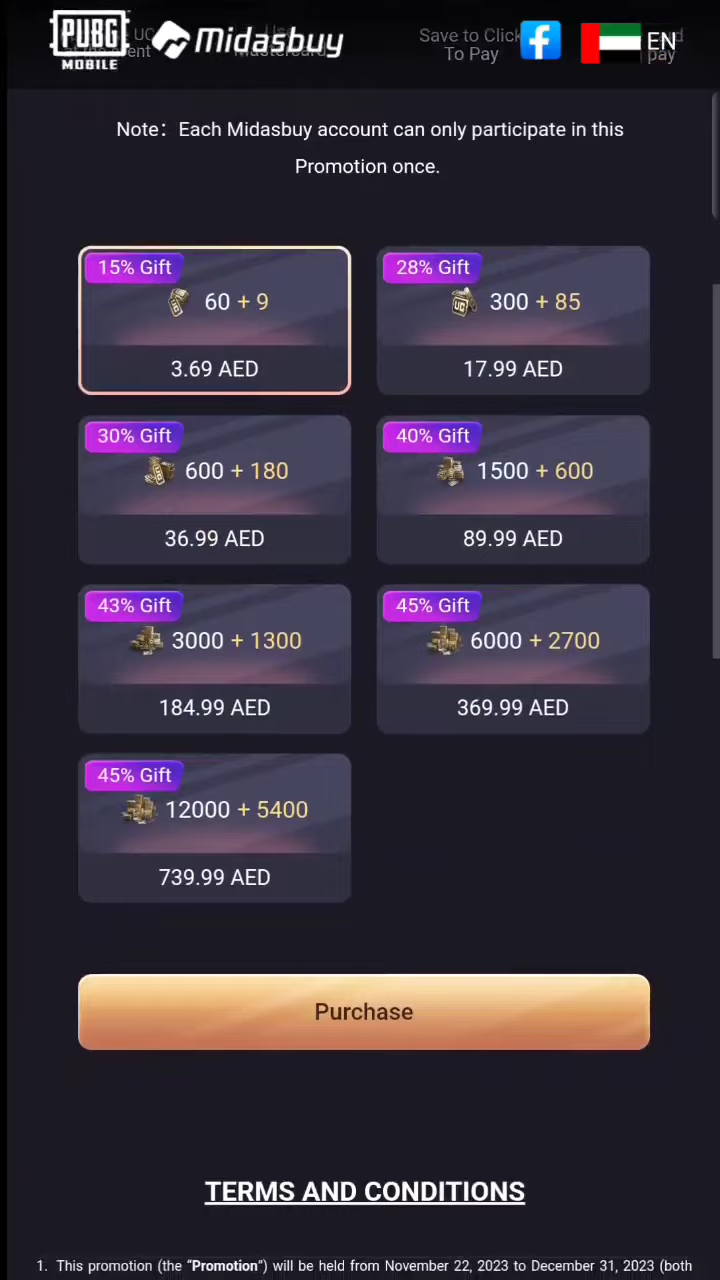 PUBG
MOBILE
Midasbuy
EN
Save to Click
To Pay
pay
Note: Each Midasbuy account can only participate in this
Promotion once.
15% Gift
60 + 9
3.69 AED
28% Gift
UC
300 + 85
17.99 AED
30% Gift
600 + 180
36.99 AED
40% Gift
1500 + 600
89.99 AED
43% Gift
3000 + 1300
184.99 AED
45% Gift
6000 + 2700
369.99 AED
45% Gift
12000 + 5400
739.99 AED
Purchase
TERMS AND CONDITIONS
1. This promotion (the “Promotion”) will be held from November 22, 2023 to December 31, 2023 (both